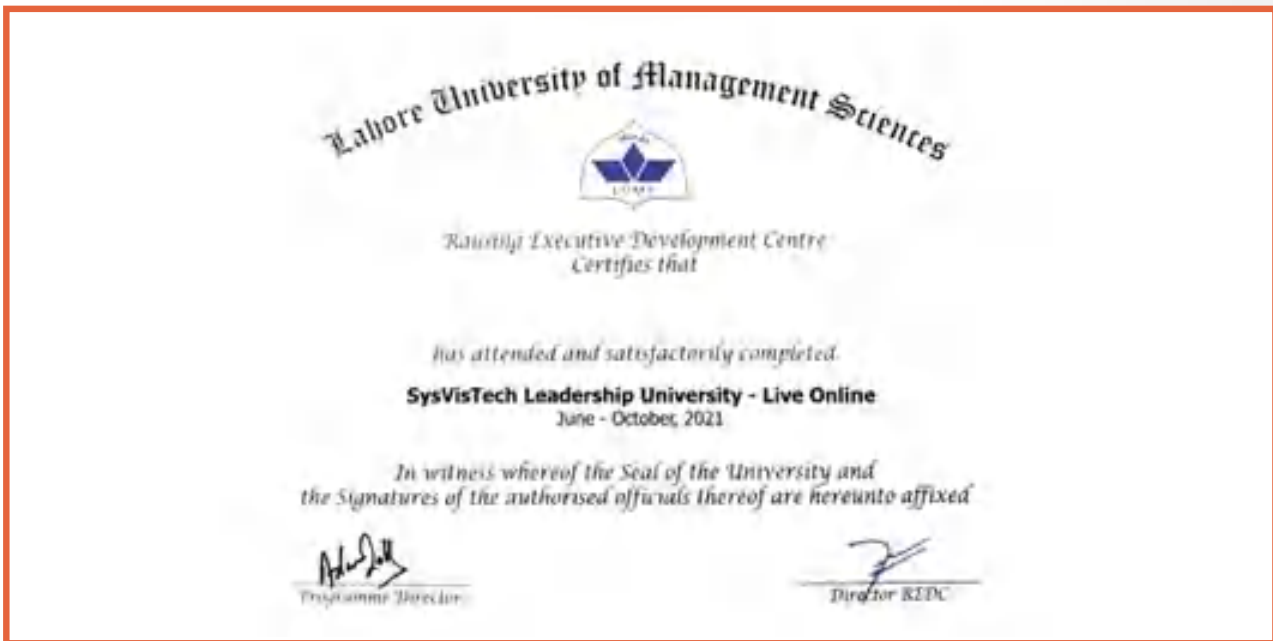 Lahore University of Management Sciences
LUMS
Rausing Executive Development Centre
Certifies that
has attended and satisfactorily completed
SysVisTech Leadership University - Live Online
June - October, 2021
In witness whereof the Seal of the University and
the Signatures of the authorised officials thereof are hereunto affixed
Programme Director
Director REDC